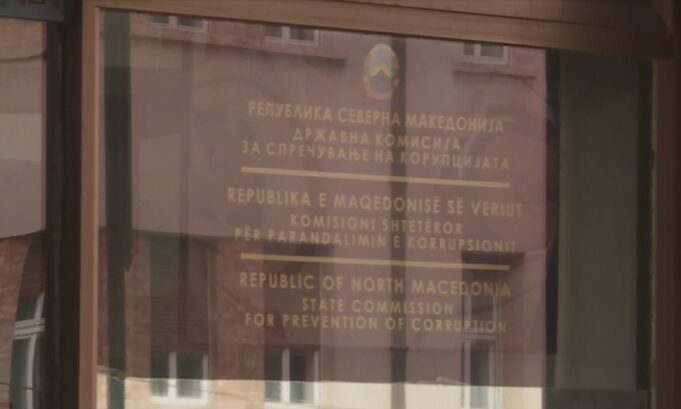 РЕПУБЛИКА СЕВЕРНА МАКЕДОНИЈА
ДРЖАВНА КОМИСИЈА
ЗА СПРЕЧУВАЊЕ НА КОРУПЦИЈАТА
REPUBLIKA E MAQEDONISË SË VERIUT
KOMISIONI SHTETËROR
PËR PARANDALIMIN E KORRUPSIONIT
REPUBLIC OF NORTH MACEDONIA
STATE COMMISSION
FOR PREVENTION OF CORRUPTION